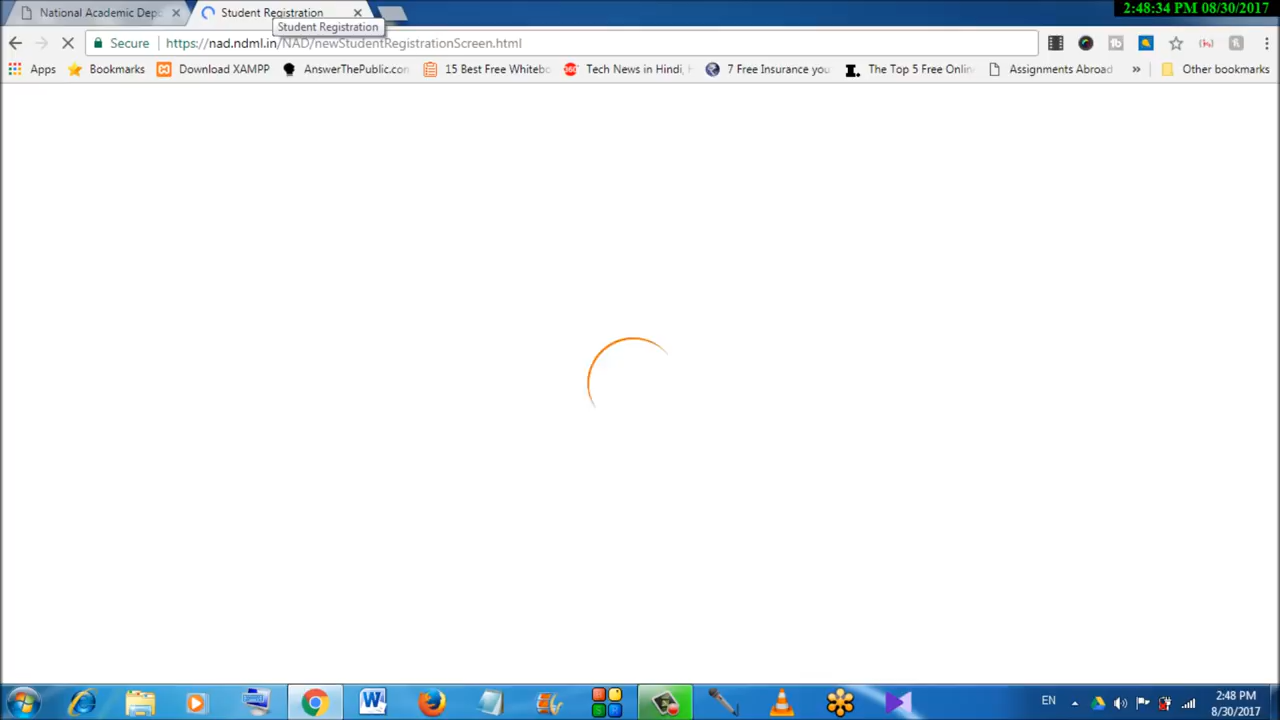 National Academic Dep
Student Registration
2:48:34 PM 08/30/2017
Student Registration
Secure
https://nad.ndml.in/NAD/newStudentRegistrationScreen.html
Apps
Bookmarks
Download XAMPP
AnswerThePublic.co
15 Best Free Whitebo
Tech News in Hindi,
7 Free Insurance you
The Top 5 Free Onlin
Assignments Abroad
»
Other bookmarks
EN
2:48 PM
8/30/2017